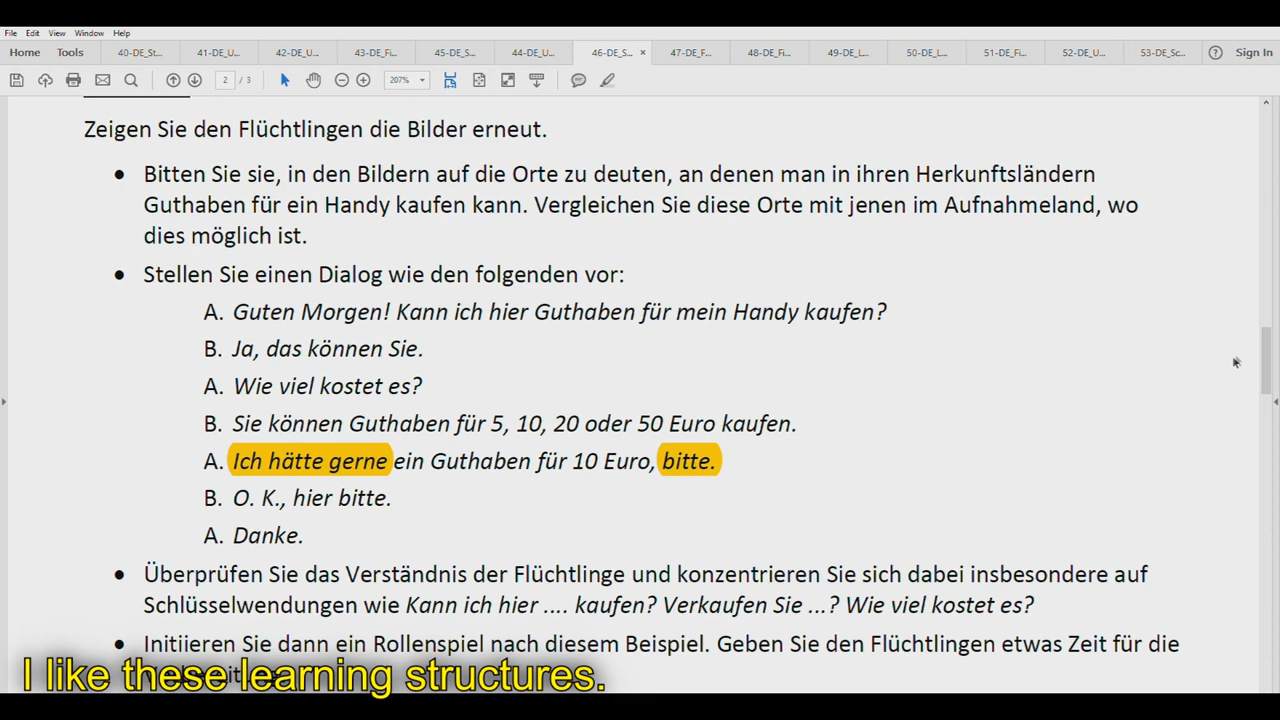 File Edit View Window Help
Home Tools 40-DE_St... 41-DE_U... 42-DE_U... 43-DE_Fi... 45-DE_S... 44-DE_U... 46-DE_S... × 47-DE_F... 48-DE_Fi... 49-DE_L... 50-DE_L... 51-DE_Fi... 52-DE_U... 53-DE_Sc... Sign In
2 / 3 207%
Zeigen Sie den Flüchtlingen die Bilder erneut.
• Bitten Sie sie, in den Bildern auf die Orte zu deuten, an denen man in ihren Herkunftsländern
Guthaben für ein Handy kaufen kann. Vergleichen Sie diese Orte mit jenen im Aufnahmeland, wo
dies möglich ist.
• Stellen Sie einen Dialog wie den folgenden vor:
A. Guten Morgen! Kann ich hier Guthaben für mein Handy kaufen?
B. Ja, das können Sie.
A. Wie viel kostet es?
B. Sie können Guthaben für 5, 10, 20 oder 50 Euro kaufen.
A. Ich hätte gerne ein Guthaben für 10 Euro, bitte.
B. O. K., hier bitte.
A. Danke.
• Überprüfen Sie das Verständnis der Flüchtlinge und konzentrieren Sie sich dabei insbesondere auf
Schlüsselwendungen wie Kann ich hier .... kaufen? Verkaufen Sie ...? Wie viel kostet es?
• Initiieren Sie dann ein Rollenspiel nach diesem Beispiel. Geben Sie den Flüchtlingen etwas Zeit für die
I like these learning structures.